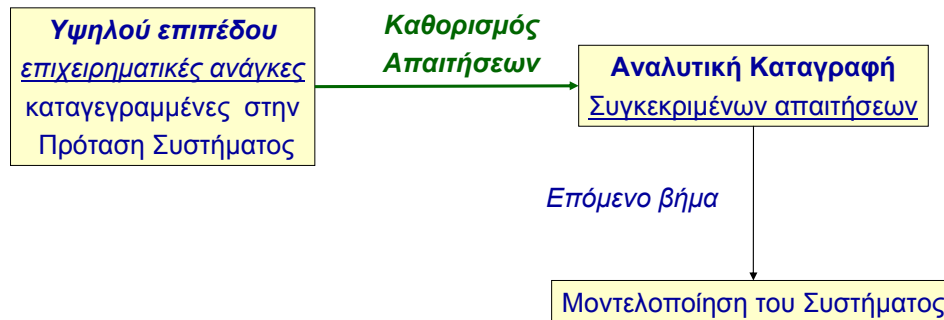 Υψηλού επιπέδου
επιχειρηματικές ανάγκες
καταγεγραμμένες στην
Πρόταση Συστήματος
Καθορισμός
Απαιτήσεων
Αναλυτική Καταγραφή
Συγκεκριμένων απαιτήσεων
Επόμενο βήμα
Μοντελοποίηση του Συστήματος